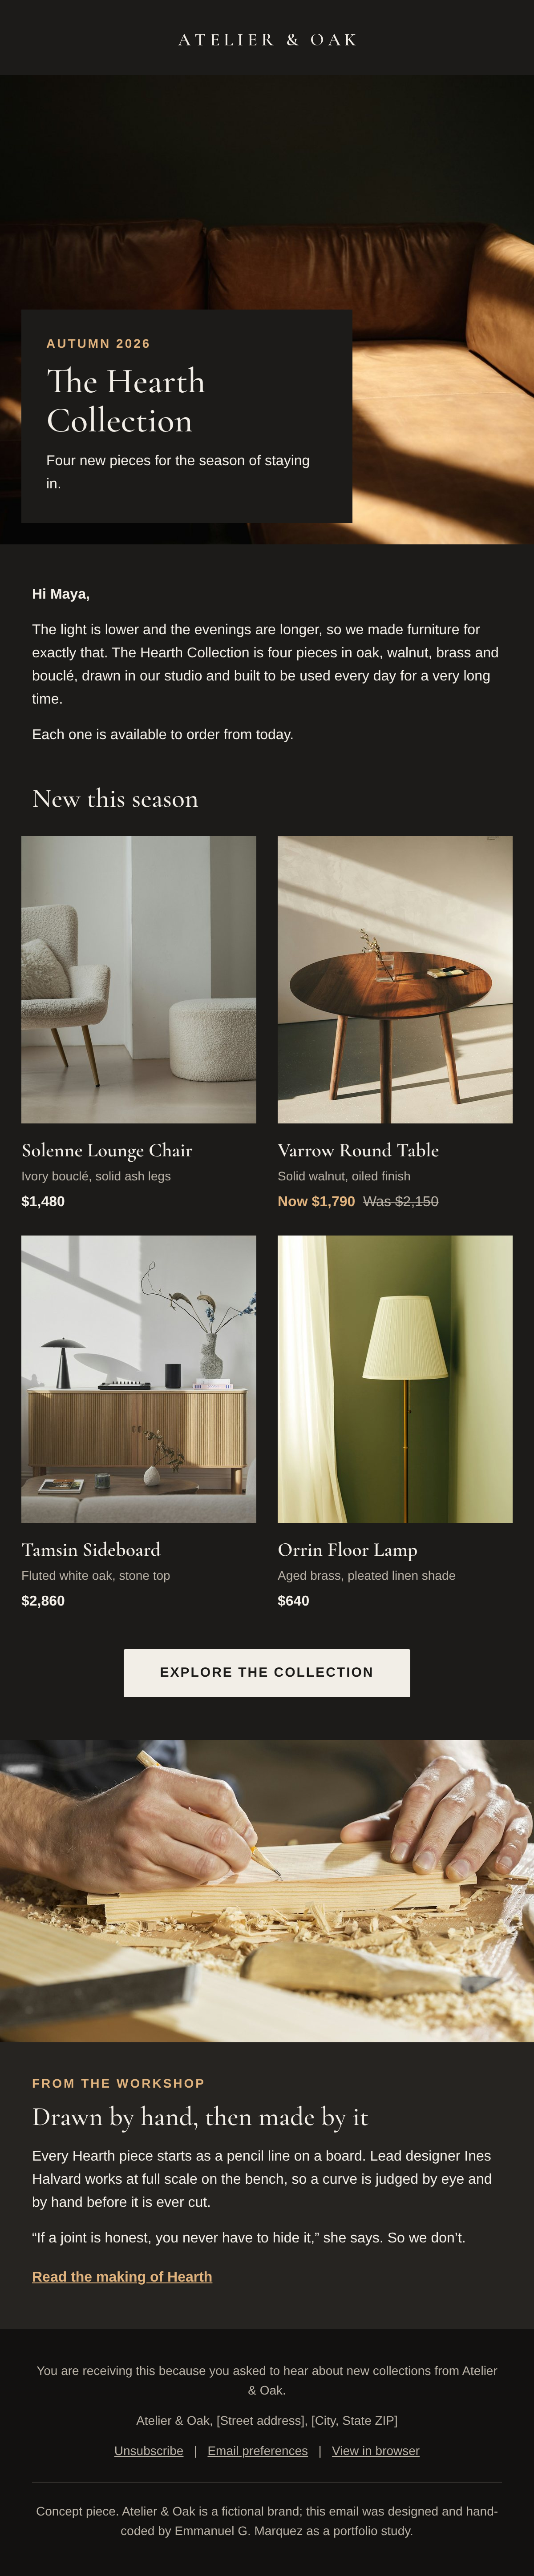 ATELIER & OAK
AUTUMN 2026
The Hearth
Collection
Four new pieces for the season of staying
in.
Hi Maya,
The light is lower and the evenings are longer, so we made furniture for
exactly that. The Hearth Collection is four pieces in oak, walnut, brass and
bouclé, drawn in our studio and built to be used every day for a very long
time.
Each one is available to order from today.
New this season
Solenne Lounge Chair
Ivory bouclé, solid ash legs
$1,480
Varrow Round Table
Solid walnut, oiled finish
Now $1,790 Was $2,150
Tamsin Sideboard
Fluted white oak, stone top
$2,860
Orrin Floor Lamp
Aged brass, pleated linen shade
$640
EXPLORE THE COLLECTION
FROM THE WORKSHOP
Drawn by hand, then made by it
Every Hearth piece starts as a pencil line on a board. Lead designer Ines
Halvard works at full scale on the bench, so a curve is judged by eye and
by hand before it is ever cut.
“If a joint is honest, you never have to hide it,” she says. So we don’t.
Read the making of Hearth
You are receiving this because you asked to hear about new collections from Atelier
& Oak.
Atelier & Oak, [Street address], [City, State ZIP]
Unsubscribe | Email preferences | View in browser
Concept piece. Atelier & Oak is a fictional brand; this email was designed and hand-
coded by Emmanuel G. Marquez as a portfolio study.